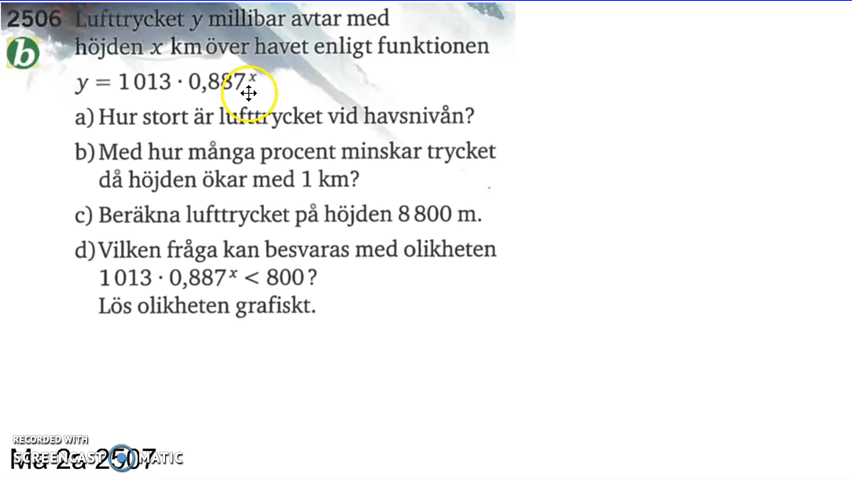 2506 Lufttrycket y millibar avtar med
b höjden x km över havet enligt funktionen
y = 1 013 · 0,887ˣ
a) Hur stort är lufttrycket vid havsnivån?
b) Med hur många procent minskar trycket
då höjden ökar med 1 km?
c) Beräkna lufttrycket på höjden 8 800 m.
d) Vilken fråga kan besvaras med olikheten
1 013 · 0,887ˣ < 800?
Lös olikheten grafiskt.
RECORDED WITH
SCREENCAST MATIC
Ma 2a 2507